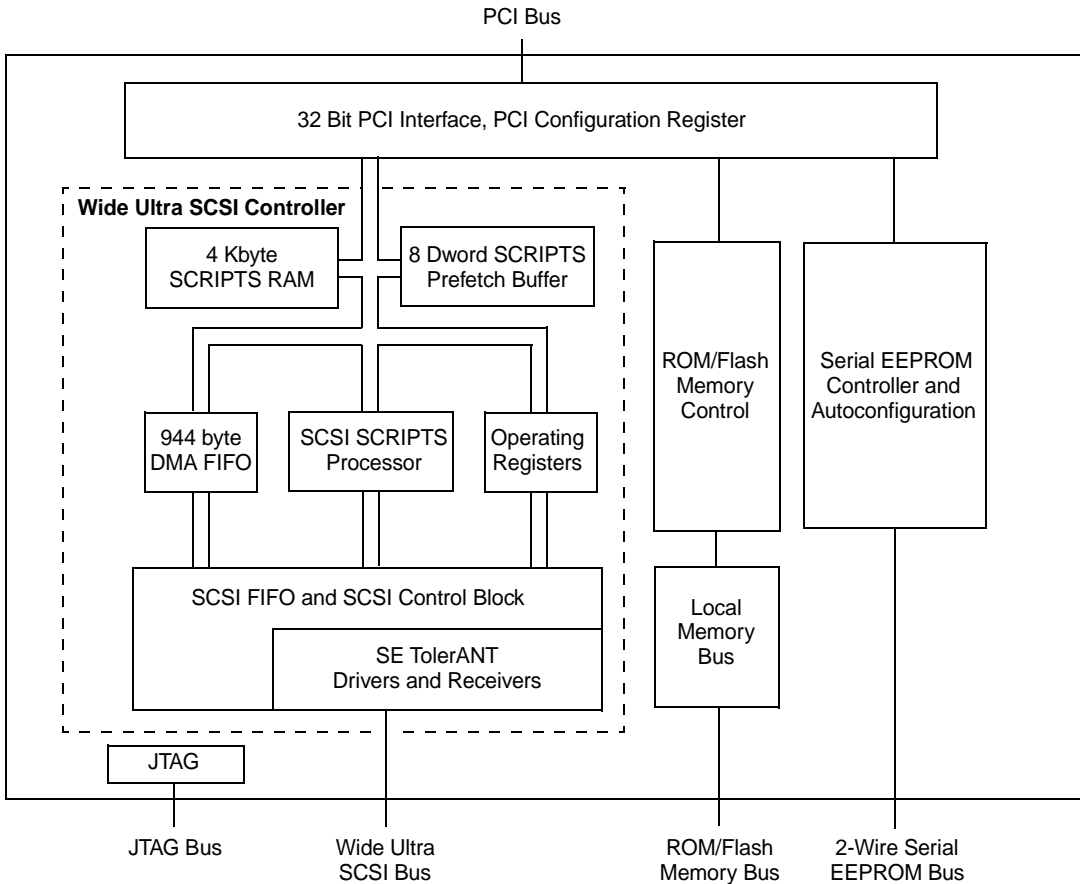 PCI Bus
32 Bit PCI Interface, PCI Configuration Register
Wide Ultra SCSI Controller
4 Kbyte
SCRIPTS RAM
8 Dword SCRIPTS
Prefetch Buffer
944 byte
DMA FIFO
SCSI SCRIPTS
Processor
Operating
Registers
ROM/Flash
Memory
Control
Serial EEPROM
Controller and
Autoconfiguration
SCSI FIFO and SCSI Control Block
SE TolerANT
Drivers and Receivers
Local
Memory
Bus
JTAG
JTAG Bus
Wide Ultra
SCSI Bus
ROM/Flash
Memory Bus
2-Wire Serial
EEPROM Bus